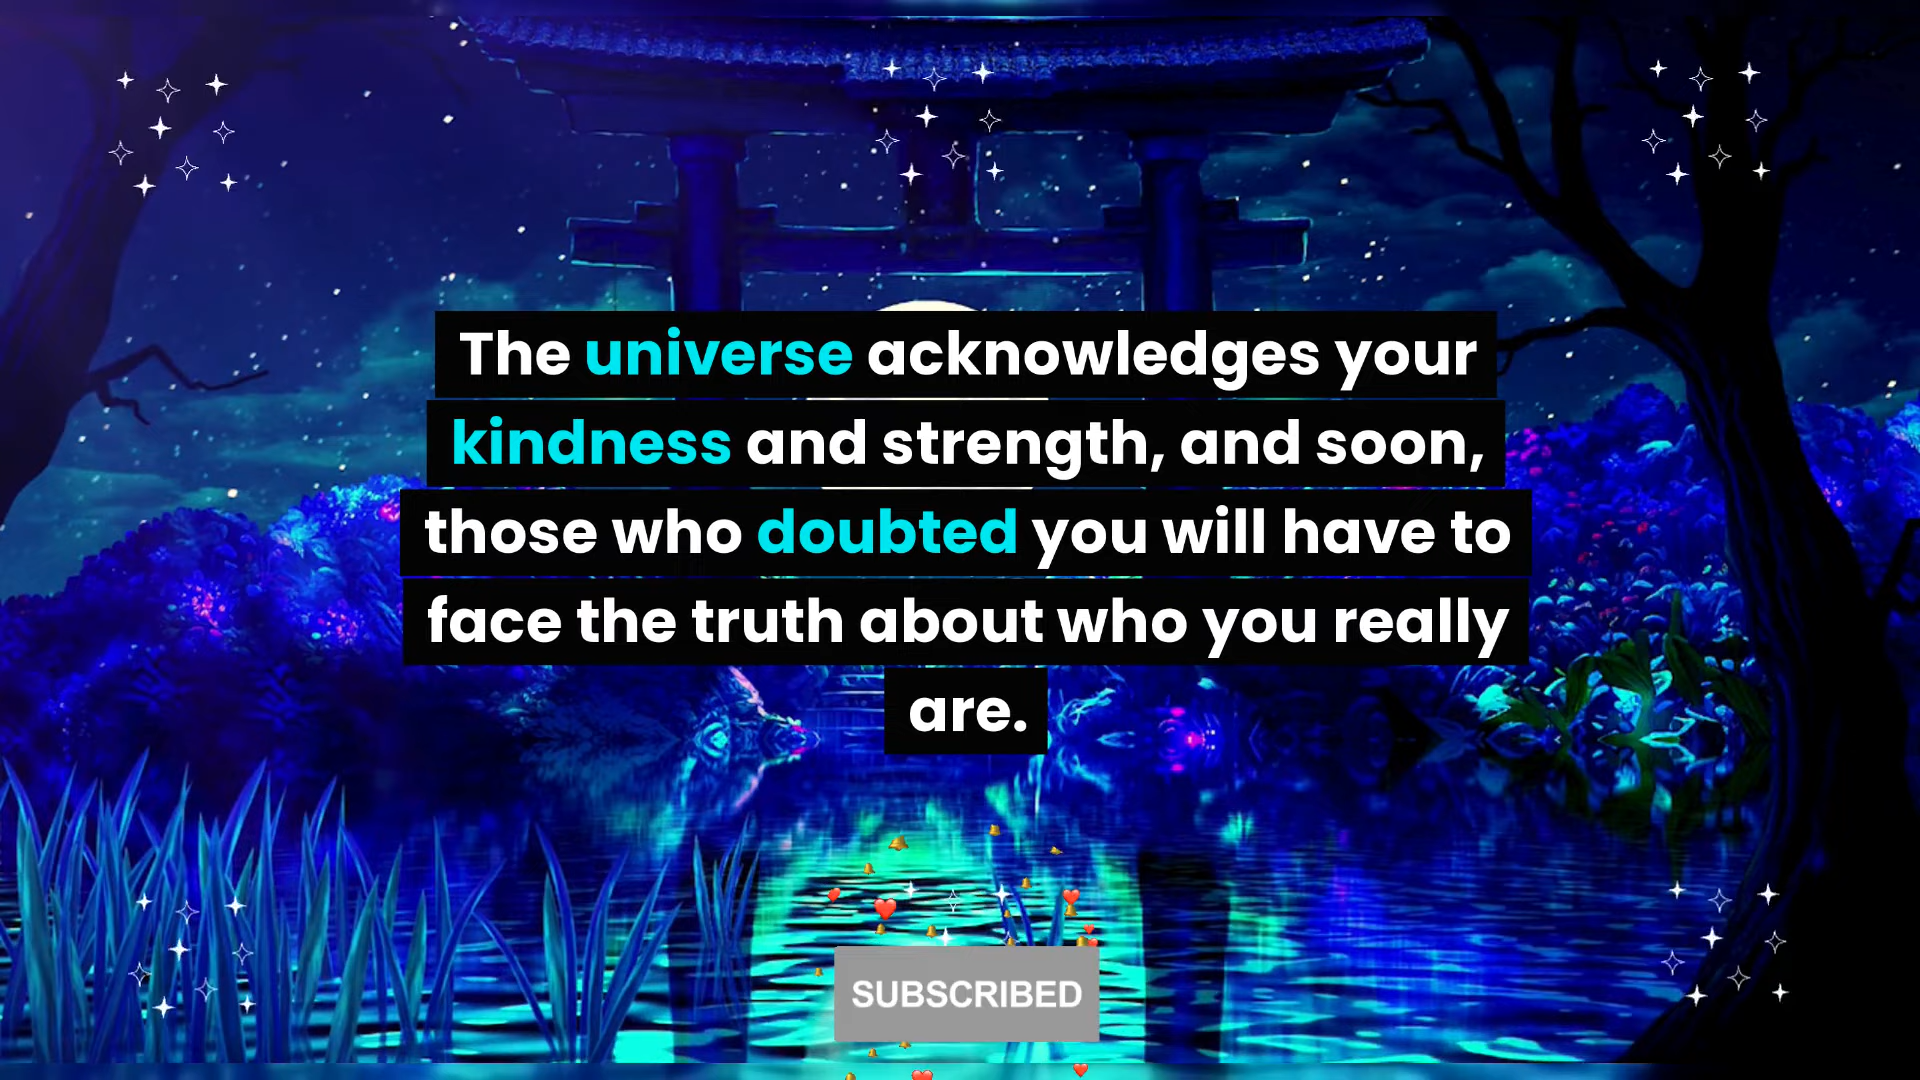 The universe acknowledges your
kindness and strength, and soon,
those who doubted you will have to
face the truth about who you really
are.
SUBSCRIBED